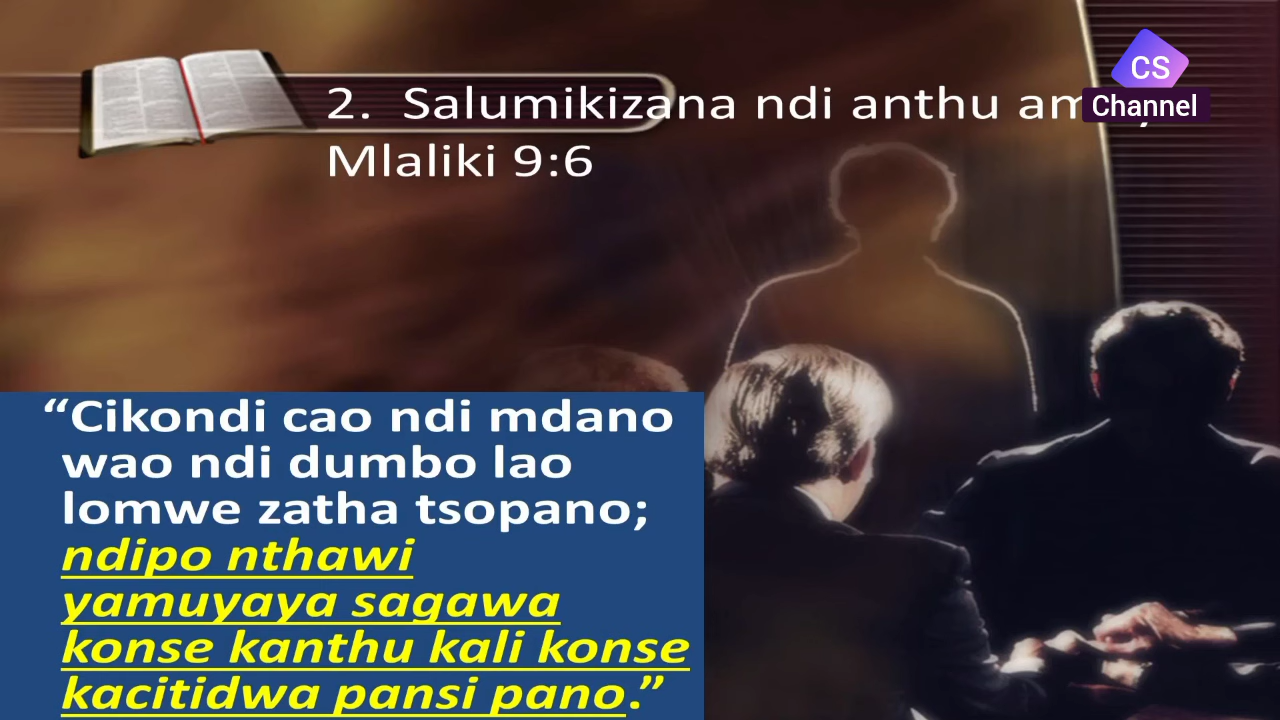 2. Salumikizana ndi anthu
Mlaliki 9:6
CS
Channel
“Cikondi cao ndi mdano
wao ndi dumbo lao
lomwe zatha tsopano;
ndipo nthawi
yamuyaya sagawa
konse kanthu kali konse
kacitidwa pansi pano.”